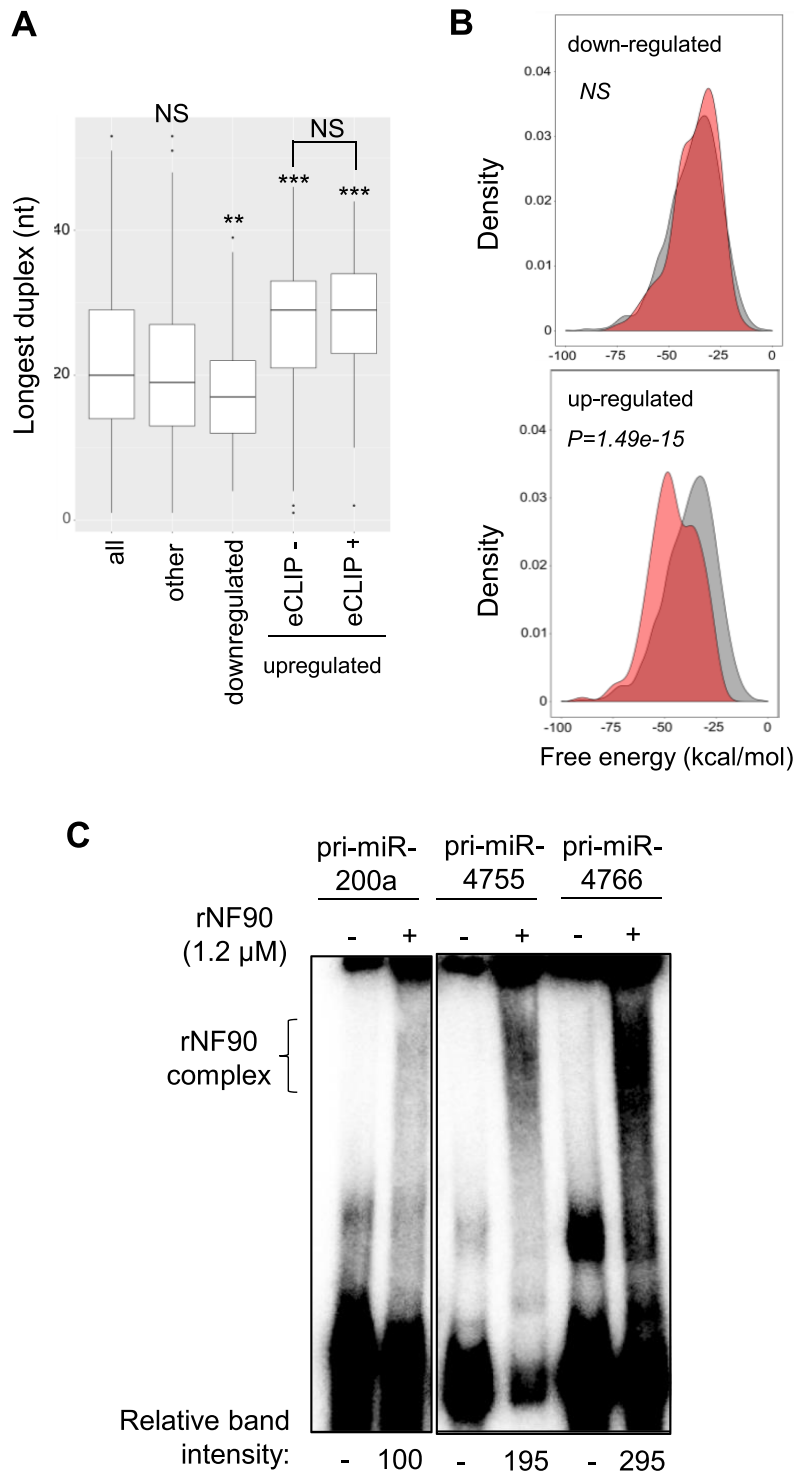 A
NS
NS
***
***
**
Longest duplex (nt)
40
20
0
all
other
downregulated
eCLIP -
eCLIP +
upregulated
B
down-regulated
NS
Density
0.04
0.03
0.02
0.01
0
-100 -75 -50 -25 0
up-regulated
P=1.49e-15
Density
0.04
0.03
0.02
0.01
0
-100 -75 -50 -25 0
Free energy (kcal/mol)
C
pri-miR-
200a
pri-miR-
4755
pri-miR-
4766
rNF90
(1.2 µM)
- + - + - +
rNF90
complex
Relative band
intensity:
- 100 - 195 - 295